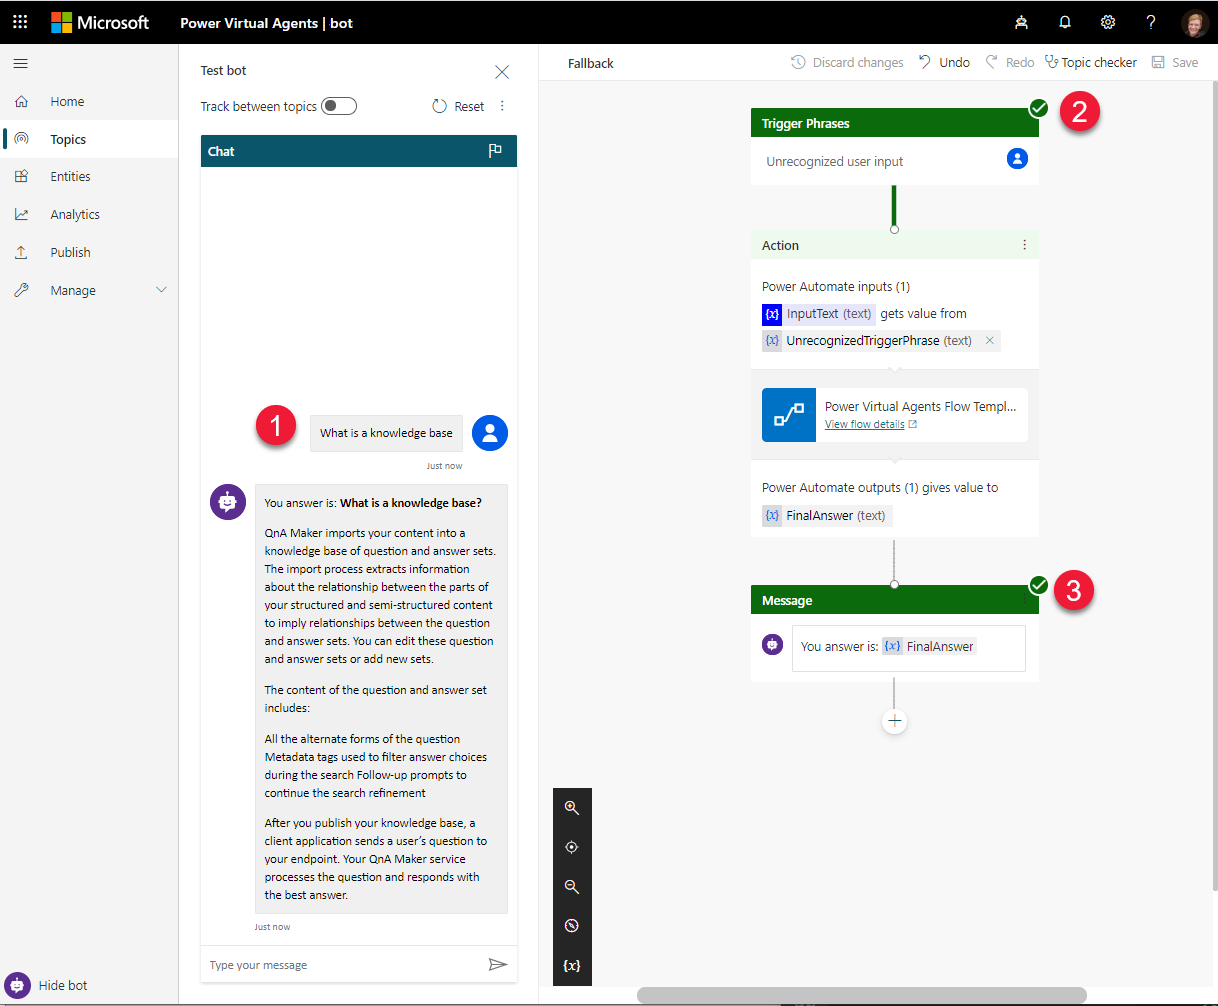 Microsoft
Power Virtual Agents | bot
?
Home
Topics
Entities
Analytics
Publish
Manage
Hide bot
Test bot
Track between topics
Reset
Chat
1
What is a knowledge base
Just now
You answer is: What is a knowledge base?
QnA Maker imports your content into a
knowledge base of question and answer sets.
The import process extracts information
about the relationship between the parts of
your structured and semi-structured content
to imply relationships between the question
and answer sets. You can edit these question
and answer sets or add new sets.
The content of the question and answer set
includes:
All the alternate forms of the question
Metadata tags used to filter answer choices
during the search Follow-up prompts to
continue the search refinement
After you publish your knowledge base, a
client application sends a user's question to
your endpoint. Your QnA Maker service
processes the question and responds with
the best answer.
Just now
Type your message
Fallback
Discard changes
Undo
Redo
Topic checker
Save
Trigger Phrases
2
Unrecognized user input
Action
Power Automate inputs (1)
{x} InputText (text) gets value from
{x} UnrecognizedTriggerPhrase (text)
Power Virtual Agents Flow Templ...
View flow details
Power Automate outputs (1) gives value to
{x} FinalAnswer (text)
Message
3
You answer is: {x} FinalAnswer
{x}